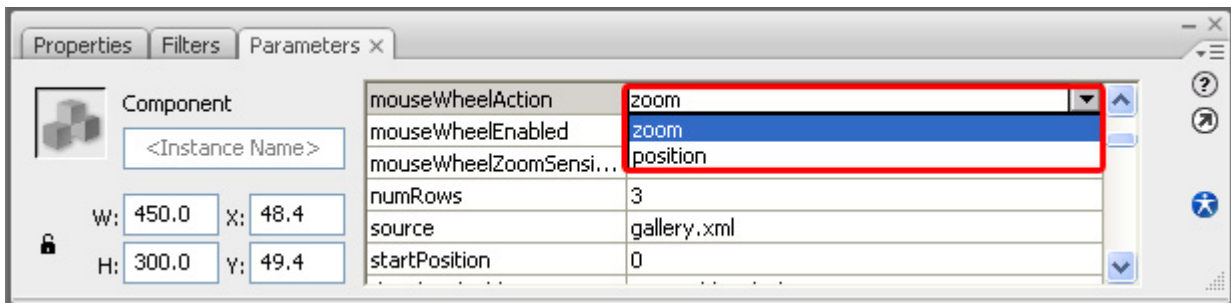 Properties Filters Parameters
Component
<Instance Name>
W: 450.0 X: 48.4
H: 300.0 Y: 49.4
mouseWheelAction zoom
mouseWheelEnabled zoom
mouseWheelZoomSensi... position
numRows 3
source gallery.xml
startPosition 0